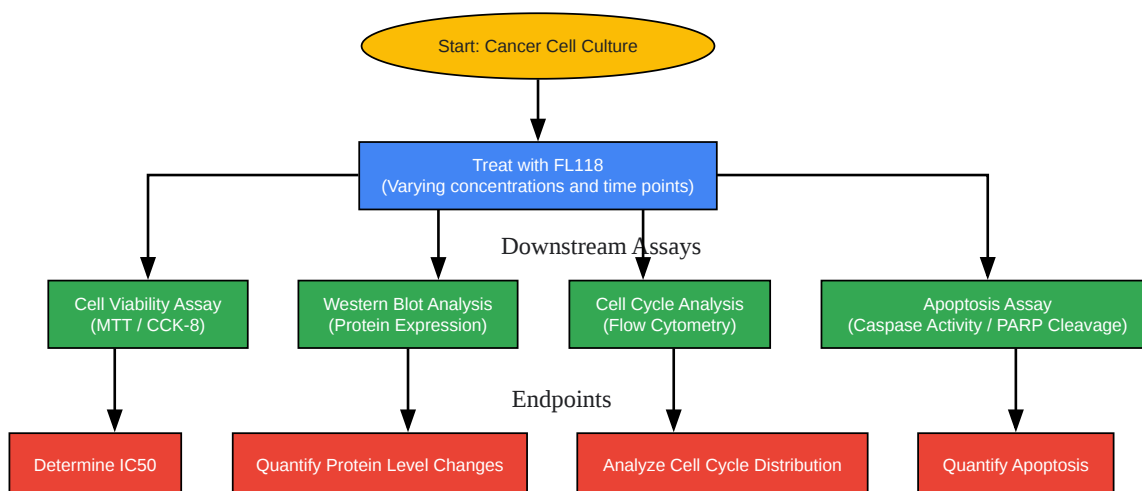 Start: Cancer Cell Culture
Treat with FL118
(Varying concentrations and time points)
Downstream Assays
Cell Viability Assay
(MTT / CCK-8)
Western Blot Analysis
(Protein Expression)
Cell Cycle Analysis
(Flow Cytometry)
Apoptosis Assay
(Caspase Activity / PARP Cleavage)
Endpoints
Determine IC50
Quantify Protein Level Changes
Analyze Cell Cycle Distribution
Quantify Apoptosis